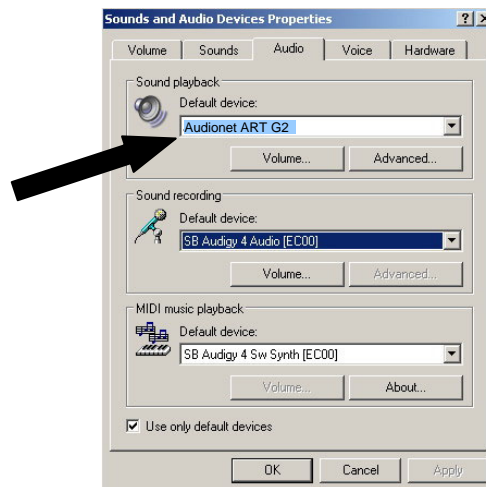 Sounds and Audio Devices Properties
Volume Sounds Audio Voice Hardware
Sound playback
Default device:
Audionet ART G2
Volume... Advanced...
Sound recording
Default device:
SB Audigy 4 Audio [EC00]
Volume... Advanced...
MIDI music playback
Default device:
SB Audigy 4 Sw Synth [EC00]
Volume... About...
Use only default devices
OK Cancel Apply